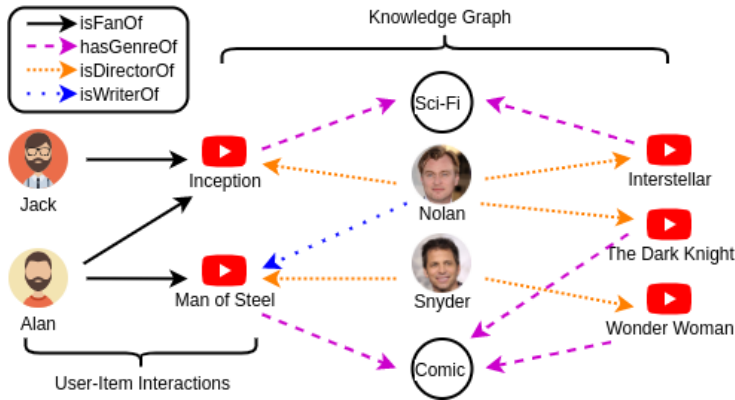 isFanOf
hasGenreOf
isDirectorOf
isWriterOf
Knowledge Graph
Sci-Fi
Jack
Inception
Nolan
Interstellar
The Dark Knight
Alan
Man of Steel
Snyder
Wonder Woman
Comic
User-Item Interactions